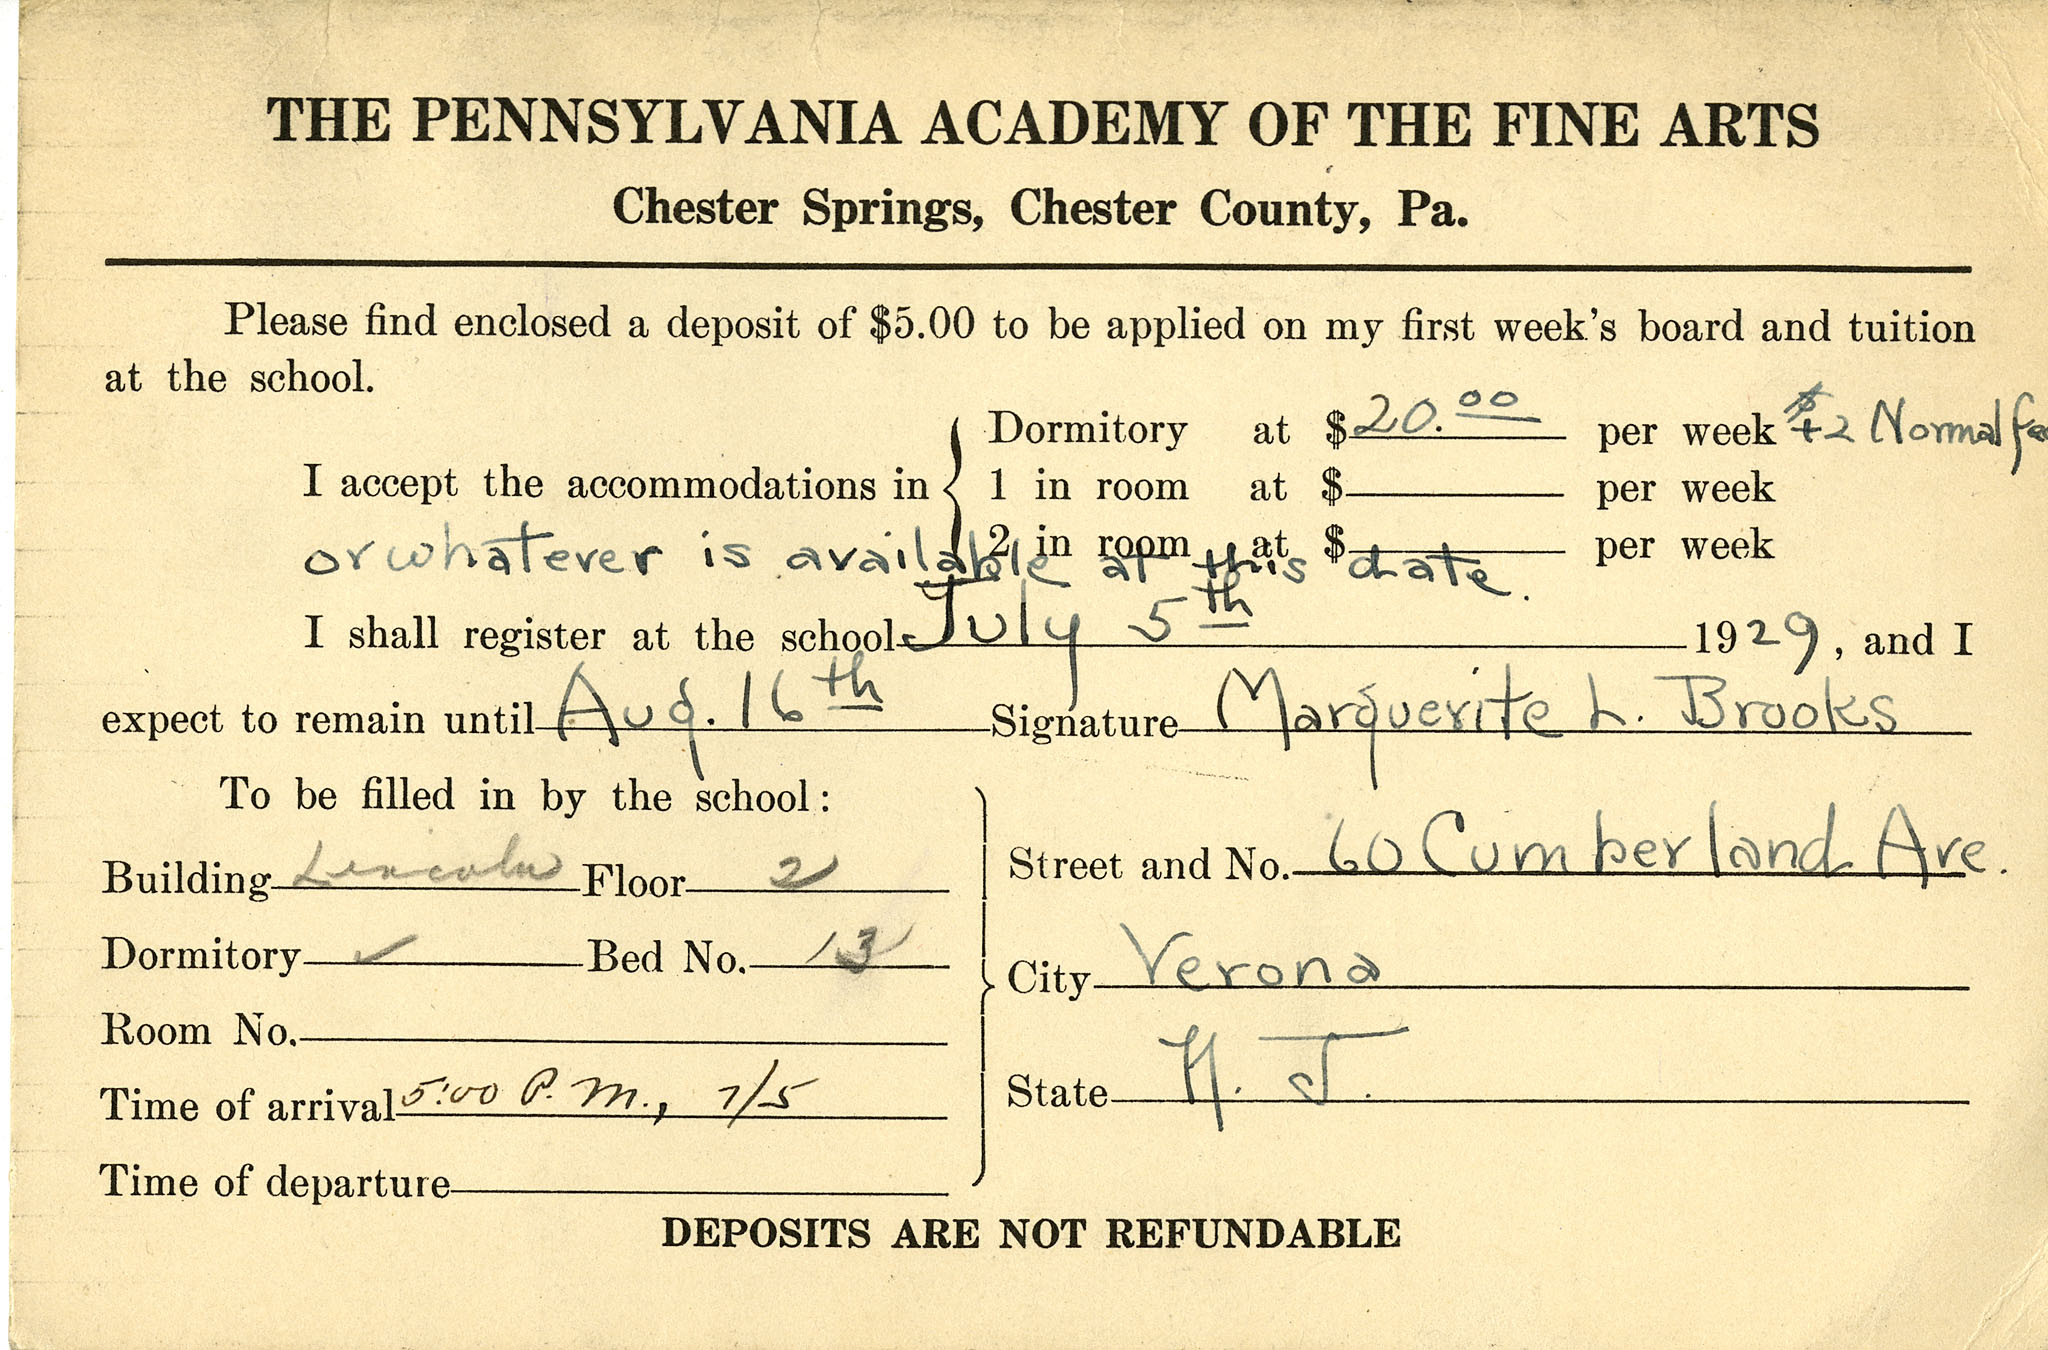 THE PENNSYLVANIA ACADEMY OF THE FINE ARTS
Chester Springs, Chester County, Pa.
Please find enclosed a deposit of $5.00 to be applied on my first week's board and tuition
at the school.
I accept the accommodations in
Dormitory at $20.00 per week $+2 Normal fee
1 in room at $ per week
2 in room at $ per week
or whatever is available at this date.
I shall register at the school July 5th 1929, and I
expect to remain until Aug. 16th Signature Marguerite L. Brooks
To be filled in by the school:
Building Lincoln Floor 2
Dormitory ✓ Bed No. 13
Room No.
Time of arrival 5:00 P.M., 7/5
Time of departure
Street and No. 60 Cumberland Ave.
City Verona
State N. J.
DEPOSITS ARE NOT REFUNDABLE